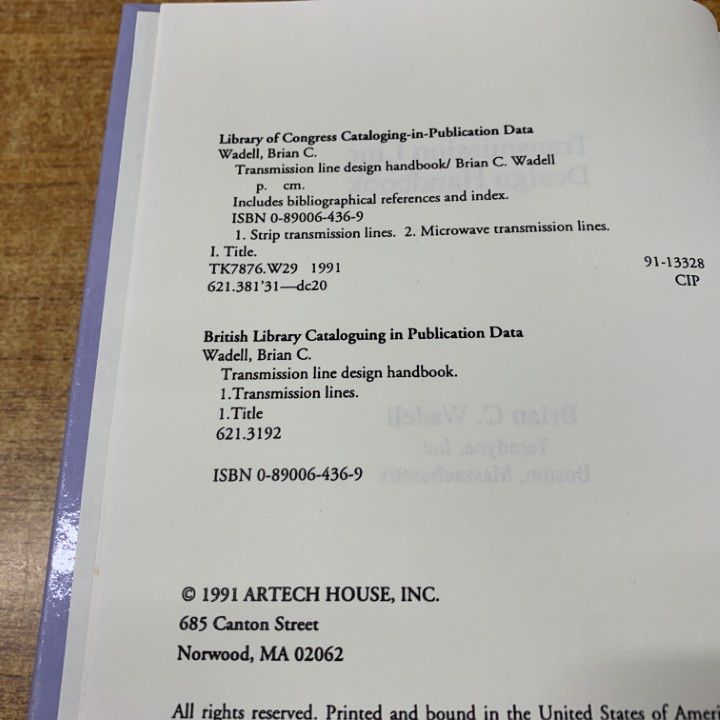 Library of Congress Cataloging-in-Publication Data
Wadell, Brian C.
Transmission line design handbook/ Brian C. Wadell
p. cm.
Includes bibliographical references and index.
ISBN 0-89006-436-9
1. Strip transmission lines. 2. Microwave transmission lines.
I. Title.
TK7876.W29 1991 91-13328
621.381'31—dc20 CIP
British Library Cataloguing in Publication Data
Wadell, Brian C.
Transmission line design handbook.
1.Transmission lines.
1.Title
621.3192
ISBN 0-89006-436-9
© 1991 ARTECH HOUSE, INC.
685 Canton Street
Norwood, MA 02062
All rights reserved. Printed and bound in the United States of Ameri